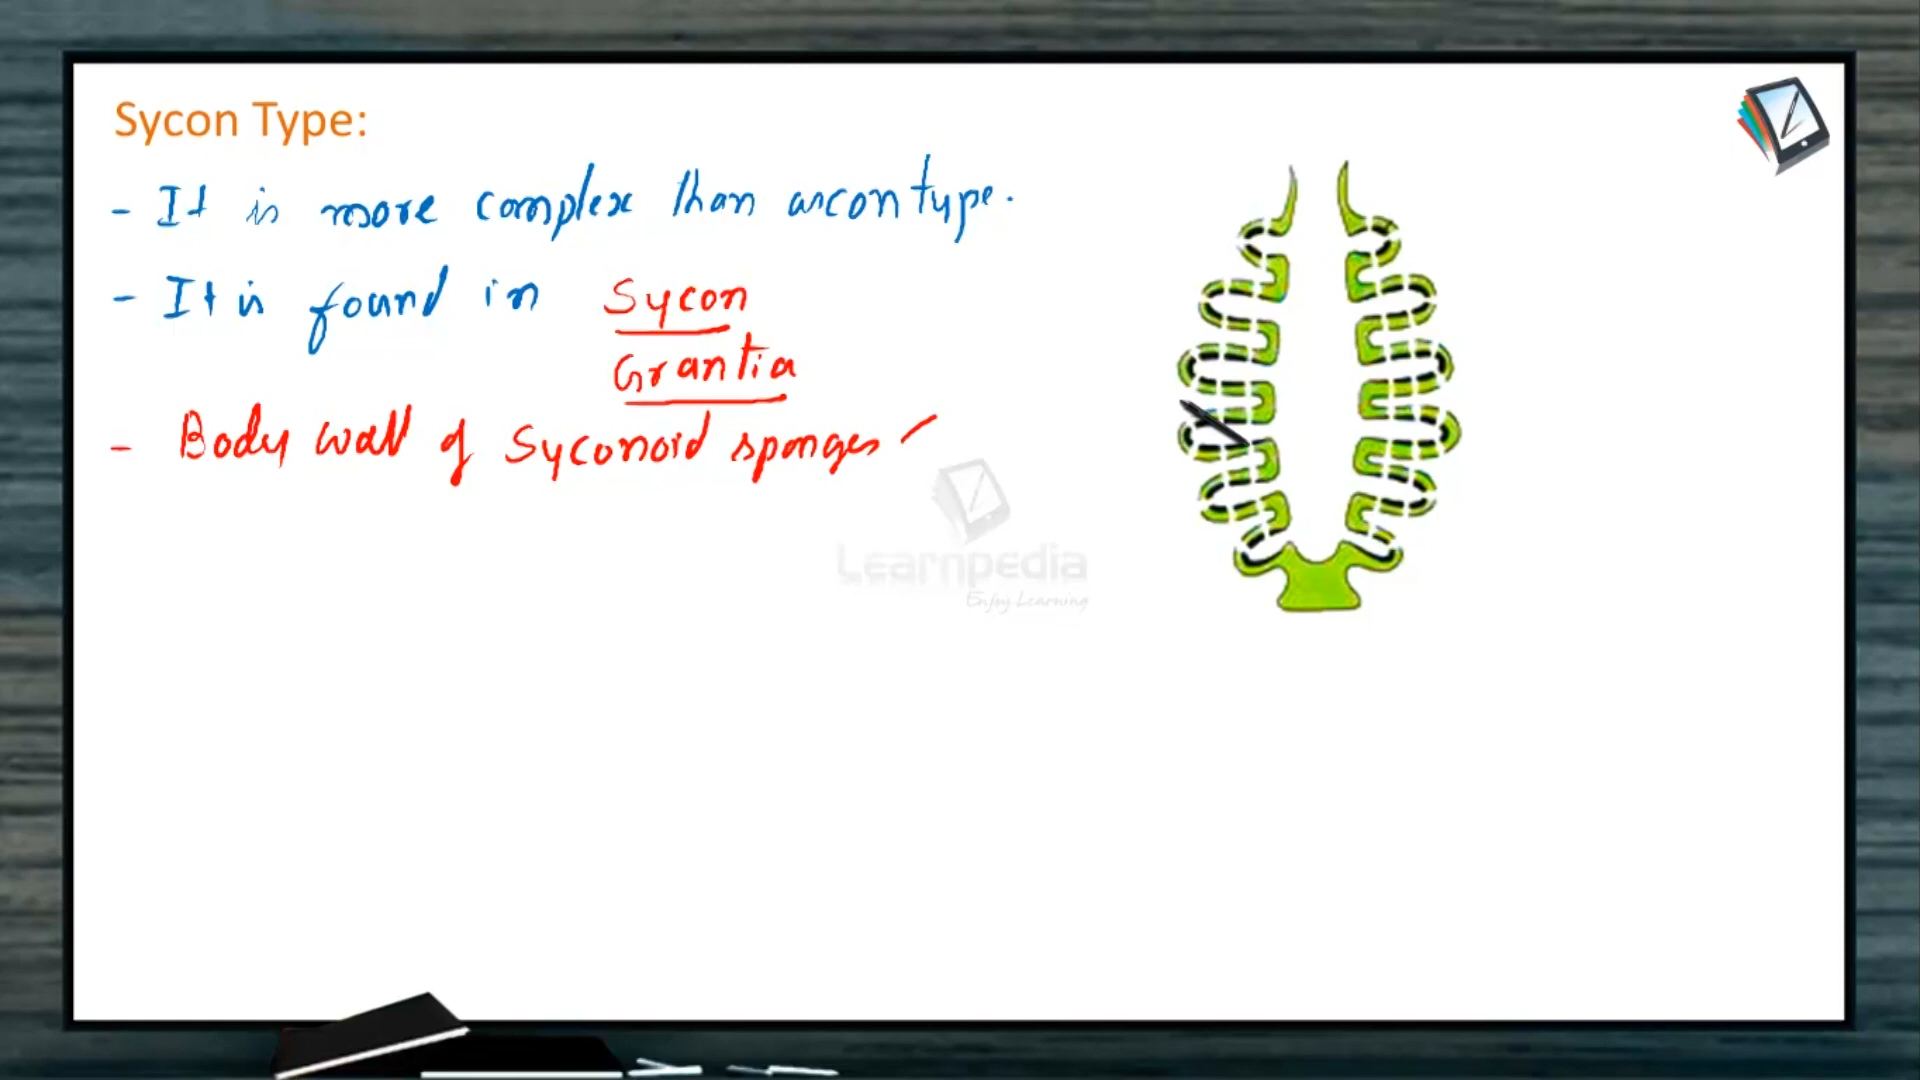 Sycon Type:
- It is more complex than ascon type.
- It is found in Sycon
Grantia
- Body wall of Syconoid sponges
Learnpedia
Enjoy Learning